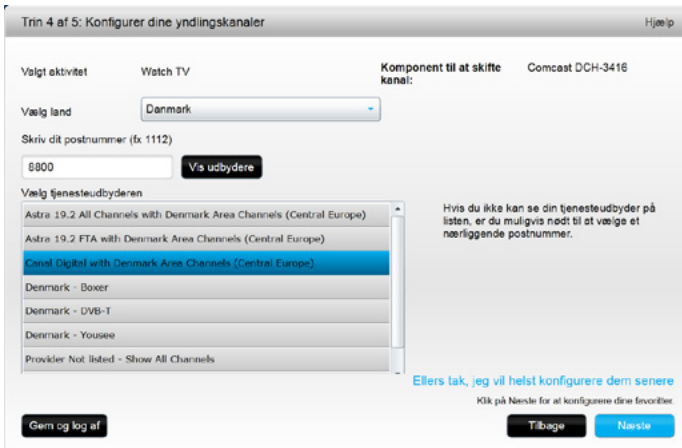 Trin 4 af 5: Konfigurer dine yndlingskanaler
Hjælp
Valgt aktivitet
Watch TV
Komponent til at skifte
kanal:
Comcast DCH-3416
Vælg land
Danmark
Skriv dit postnummer (fx 1112)
8800
Vis udbydere
Vælg tjenesteudbyderen
Astra 19.2 All Channels with Denmark Area Channels (Central Europe)
Astra 19.2 FTA with Denmark Area Channels (Central Europe)
Canal Digital with Denmark Area Channels (Central Europe)
Denmark - Boxer
Denmark - DVB-T
Denmark - Yousee
Provider Not listed - Show All Channels
Hvis du ikke kan se din tjenesteudbyder på
listen, er du muligvis nødt til at vælge et
nærliggende postnummer.
Ellers tak, jeg vil helst konfigurere dem senere
Klik på Næste for at konfigurere dine favoritter.
Gem og log af
Tilbage
Næste